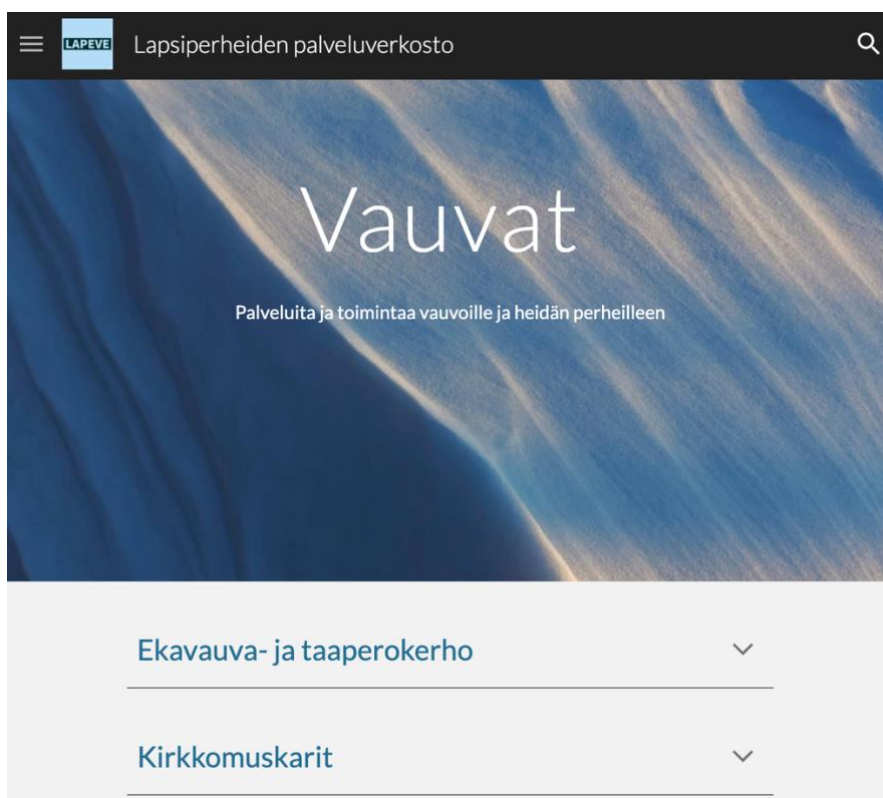 LAPEVE
Lapsiperheiden palveluverkosto
Vauvat
Palveluita ja toimintaa vauvoille ja heidän perheilleen
Ekavauva- ja taaperokerho
Kirkkomuskarit